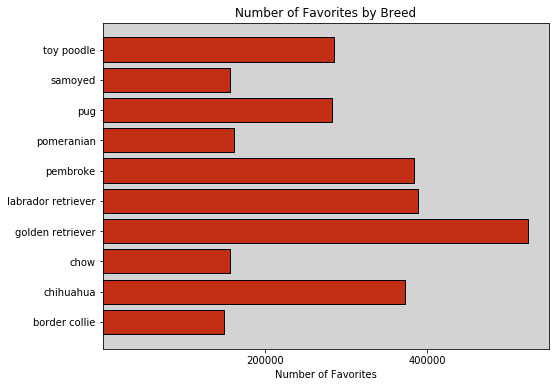 Number of Favorites by Breed
toy poodle
samoyed
pug
pomeranian
pembroke
labrador retriever
golden retriever
chow
chihuahua
border collie
200000
400000
Number of Favorites